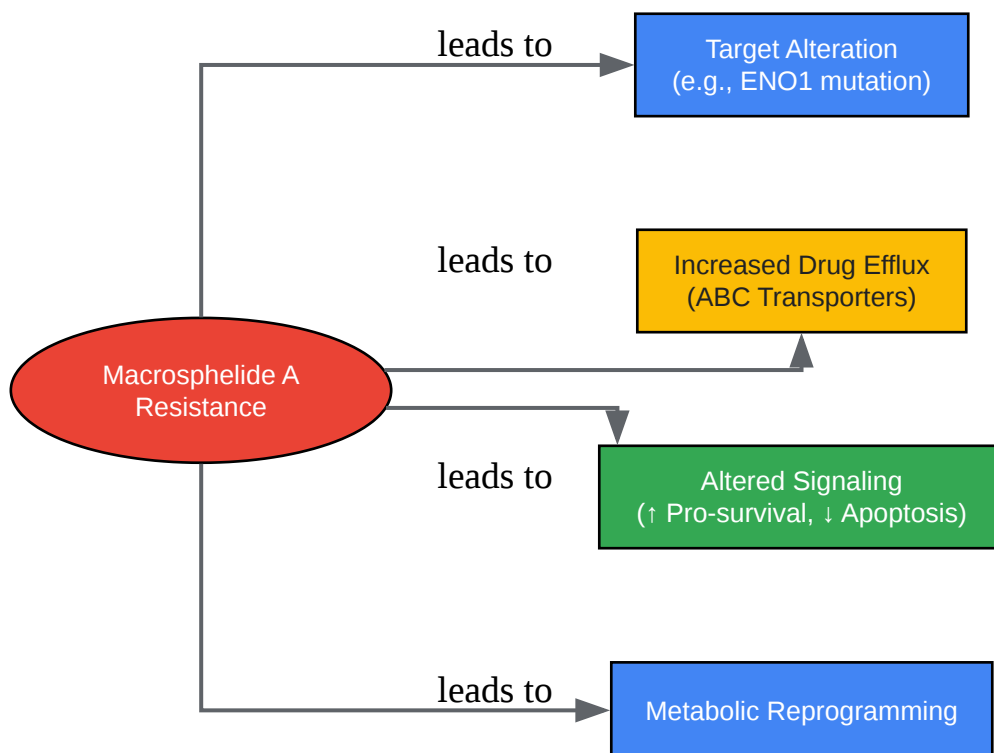 leads to
Target Alteration
(e.g., ENO1 mutation)
leads to
Increased Drug Efflux
(ABC Transporters)
Macrosphelide A
Resistance
leads to
Altered Signaling
(↑ Pro-survival, ↓ Apoptosis)
leads to
Metabolic Reprogramming